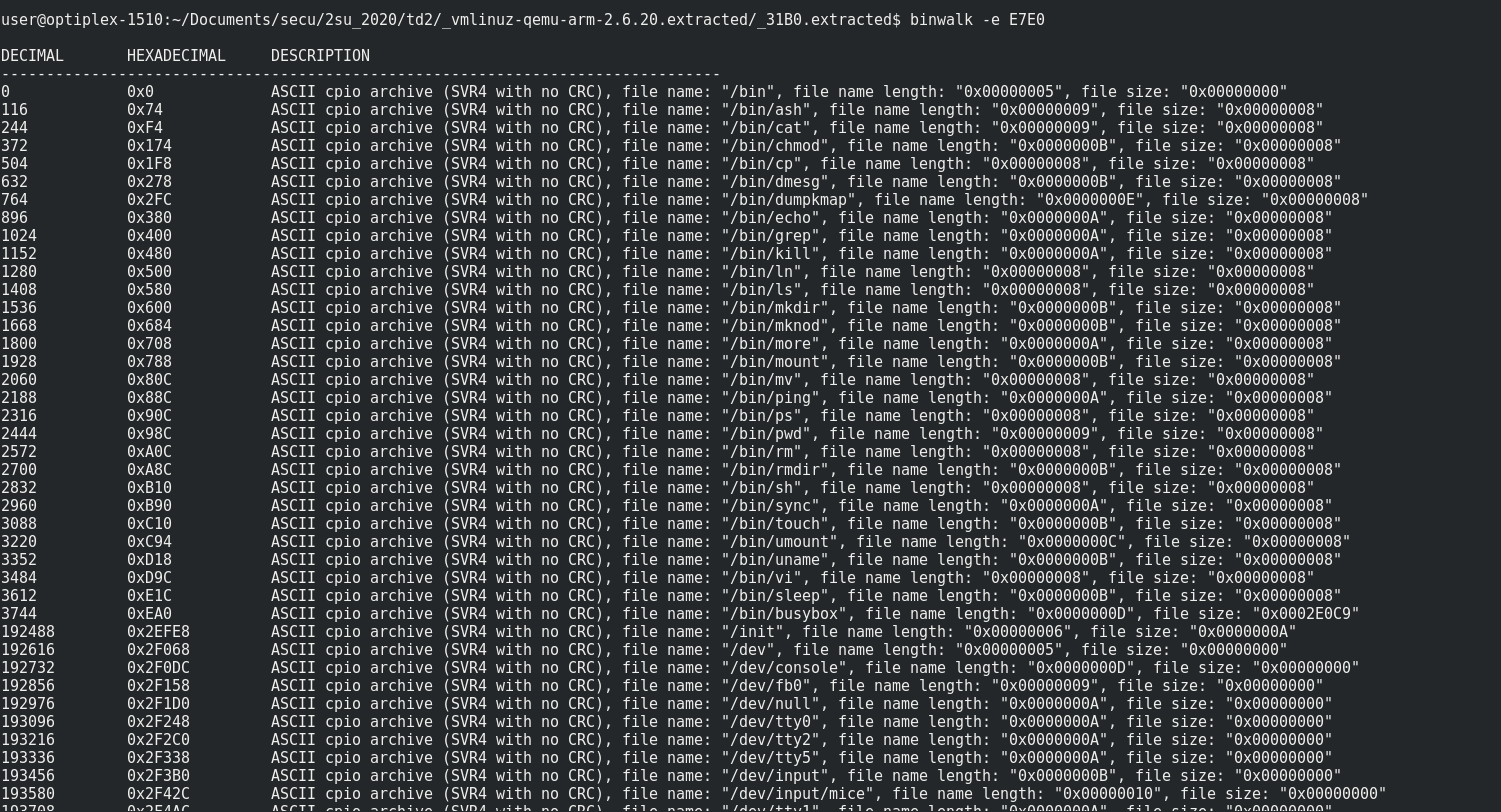 user@optiplex-1510:~/Documents/secu/2su_2020/td2/_vmlinuz-qemu-arm-2.6.20.extracted/_31B0.extracted$ binwalk -e E7E0
DECIMAL       HEXADECIMAL     DESCRIPTION
--------------------------------------------------------------------------------
0             0x0             ASCII cpio archive (SVR4 with no CRC), file name: "/bin", file name length: "0x00000005", file size: "0x00000000"
116           0x74            ASCII cpio archive (SVR4 with no CRC), file name: "/bin/ash", file name length: "0x00000009", file size: "0x00000008"
244           0xF4            ASCII cpio archive (SVR4 with no CRC), file name: "/bin/cat", file name length: "0x00000009", file size: "0x00000008"
372           0x174           ASCII cpio archive (SVR4 with no CRC), file name: "/bin/chmod", file name length: "0x0000000B", file size: "0x00000008"
504           0x1F8           ASCII cpio archive (SVR4 with no CRC), file name: "/bin/cp", file name length: "0x00000008", file size: "0x00000008"
632           0x278           ASCII cpio archive (SVR4 with no CRC), file name: "/bin/dmesg", file name length: "0x0000000B", file size: "0x00000008"
764           0x2FC           ASCII cpio archive (SVR4 with no CRC), file name: "/bin/dumpkmap", file name length: "0x0000000E", file size: "0x00000008"
896           0x380           ASCII cpio archive (SVR4 with no CRC), file name: "/bin/echo", file name length: "0x0000000A", file size: "0x00000008"
1024          0x400           ASCII cpio archive (SVR4 with no CRC), file name: "/bin/grep", file name length: "0x0000000A", file size: "0x00000008"
1152          0x480           ASCII cpio archive (SVR4 with no CRC), file name: "/bin/kill", file name length: "0x0000000A", file size: "0x00000008"
1280          0x500           ASCII cpio archive (SVR4 with no CRC), file name: "/bin/ln", file name length: "0x00000008", file size: "0x00000008"
1408          0x580           ASCII cpio archive (SVR4 with no CRC), file name: "/bin/ls", file name length: "0x00000008", file size: "0x00000008"
1536          0x600           ASCII cpio archive (SVR4 with no CRC), file name: "/bin/mkdir", file name length: "0x0000000B", file size: "0x00000008"
1668          0x684           ASCII cpio archive (SVR4 with no CRC), file name: "/bin/mknod", file name length: "0x0000000B", file size: "0x00000008"
1800          0x708           ASCII cpio archive (SVR4 with no CRC), file name: "/bin/more", file name length: "0x0000000A", file size: "0x00000008"
1928          0x788           ASCII cpio archive (SVR4 with no CRC), file name: "/bin/mount", file name length: "0x0000000B", file size: "0x00000008"
2060          0x80C           ASCII cpio archive (SVR4 with no CRC), file name: "/bin/mv", file name length: "0x00000008", file size: "0x00000008"
2188          0x88C           ASCII cpio archive (SVR4 with no CRC), file name: "/bin/ping", file name length: "0x0000000A", file size: "0x00000008"
2316          0x90C           ASCII cpio archive (SVR4 with no CRC), file name: "/bin/ps", file name length: "0x00000008", file size: "0x00000008"
2444          0x98C           ASCII cpio archive (SVR4 with no CRC), file name: "/bin/pwd", file name length: "0x00000009", file size: "0x00000008"
2572          0xA0C           ASCII cpio archive (SVR4 with no CRC), file name: "/bin/rm", file name length: "0x00000008", file size: "0x00000008"
2700          0xA8C           ASCII cpio archive (SVR4 with no CRC), file name: "/bin/rmdir", file name length: "0x0000000B", file size: "0x00000008"
2832          0xB10           ASCII cpio archive (SVR4 with no CRC), file name: "/bin/sh", file name length: "0x00000008", file size: "0x00000008"
2960          0xB90           ASCII cpio archive (SVR4 with no CRC), file name: "/bin/sync", file name length: "0x0000000A", file size: "0x00000008"
3088          0xC10           ASCII cpio archive (SVR4 with no CRC), file name: "/bin/touch", file name length: "0x0000000B", file size: "0x00000008"
3220          0xC94           ASCII cpio archive (SVR4 with no CRC), file name: "/bin/umount", file name length: "0x0000000C", file size: "0x00000008"
3352          0xD18           ASCII cpio archive (SVR4 with no CRC), file name: "/bin/uname", file name length: "0x0000000B", file size: "0x00000008"
3484          0xD9C           ASCII cpio archive (SVR4 with no CRC), file name: "/bin/vi", file name length: "0x00000008", file size: "0x00000008"
3612          0xE1C           ASCII cpio archive (SVR4 with no CRC), file name: "/bin/sleep", file name length: "0x0000000B", file size: "0x00000008"
3744          0xEA0           ASCII cpio archive (SVR4 with no CRC), file name: "/bin/busybox", file name length: "0x0000000D", file size: "0x0002E0C9"
192488        0x2EFE8         ASCII cpio archive (SVR4 with no CRC), file name: "/init", file name length: "0x00000006", file size: "0x0000000A"
192616        0x2F068         ASCII cpio archive (SVR4 with no CRC), file name: "/dev", file name length: "0x00000005", file size: "0x00000000"
192732        0x2F0DC         ASCII cpio archive (SVR4 with no CRC), file name: "/dev/console", file name length: "0x0000000D", file size: "0x00000000"
192856        0x2F158         ASCII cpio archive (SVR4 with no CRC), file name: "/dev/fb0", file name length: "0x00000009", file size: "0x00000000"
192976        0x2F1D0         ASCII cpio archive (SVR4 with no CRC), file name: "/dev/null", file name length: "0x0000000A", file size: "0x00000000"
193096        0x2F248         ASCII cpio archive (SVR4 with no CRC), file name: "/dev/tty0", file name length: "0x0000000A", file size: "0x00000000"
193216        0x2F2C0         ASCII cpio archive (SVR4 with no CRC), file name: "/dev/tty2", file name length: "0x0000000A", file size: "0x00000000"
193336        0x2F338         ASCII cpio archive (SVR4 with no CRC), file name: "/dev/tty5", file name length: "0x0000000A", file size: "0x00000000"
193456        0x2F3B0         ASCII cpio archive (SVR4 with no CRC), file name: "/dev/input", file name length: "0x0000000B", file size: "0x00000000"
193580        0x2F42C         ASCII cpio archive (SVR4 with no CRC), file name: "/dev/input/mice", file name length: "0x00000010", file size: "0x00000000"
193708        0x2F4AC         ASCII cpio archive (SVR4 with no CRC), file name: "/dev/tty1", file name length: "0x0000000A", file size: "0x00000000"